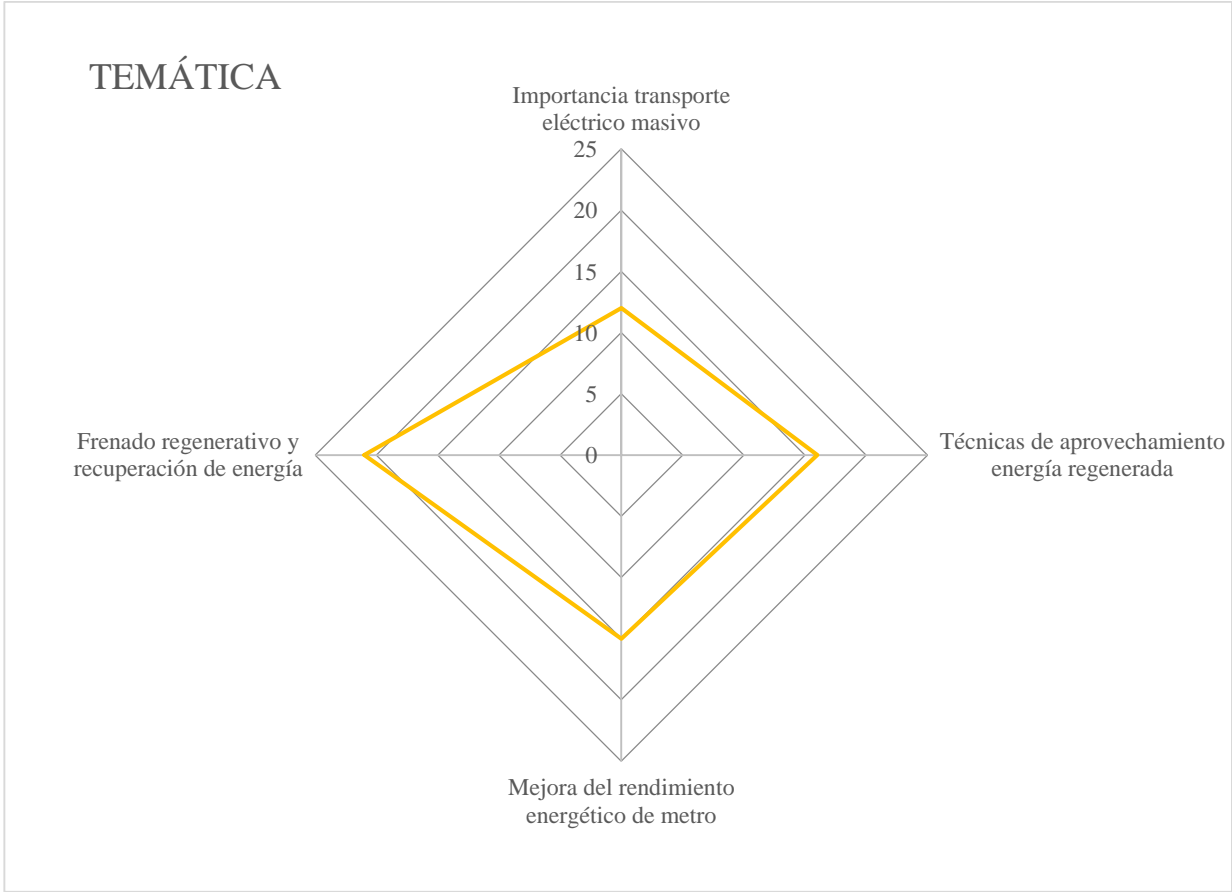 TEMÁTICA
Importancia transporte
eléctrico masivo
25
20
15
10
5
0
Frenado regenerativo y
recuperación de energía
Técnicas de aprovechamiento
energía regenerada
Mejora del rendimiento
energético de metro